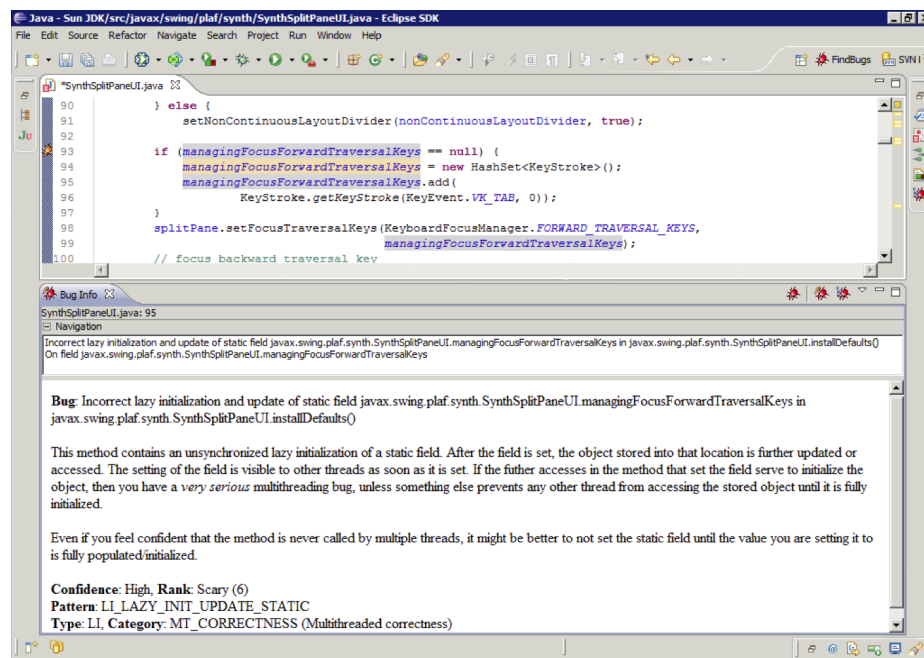 Java - Sun JDK/src/javax/swing/plaf/synth/SynthSplitPaneUI.java - Eclipse SDK
File Edit Source Refactor Navigate Search Project Run Window Help
FindBugs SVN
*SynthSplitPaneUI.java
90 } else {
91 setNonContinuousLayoutDivider(nonContinuousLayoutDivider, true);
92
93 if (managingFocusForwardTraversalKeys == null) {
94 managingFocusForwardTraversalKeys = new HashSet<KeyStroke>();
95 managingFocusForwardTraversalKeys.add(
96 KeyStroke.getKeyStroke(KeyEvent.VK_TAB, 0));
97 }
98 splitPane.setFocusTraversalKeys(KeyboardFocusManager.FORWARD_TRAVERSAL_KEYS,
99 managingFocusForwardTraversalKeys);
100 // focus backward traversal key
Ju
Bug Info
SynthSplitPaneUI.java: 95
Navigation
Incorrect lazy initialization and update of static field javax.swing.plaf.synth.SynthSplitPaneUI.managingFocusForwardTraversalKeys in javax.swing.plaf.synth.SynthSplitPaneUI.installDefaults()
On field javax.swing.plaf.synth.SynthSplitPaneUI.managingFocusForwardTraversalKeys
Bug: Incorrect lazy initialization and update of static field javax.swing.plaf.synth.SynthSplitPaneUI.managingFocusForwardTraversalKeys in
javax.swing.plaf.synth.SynthSplitPaneUI.installDefaults()
This method contains an unsynchronized lazy initialization of a static field. After the field is set, the object stored into that location is further updated or
accessed. The setting of the field is visible to other threads as soon as it is set. If the futher accesses in the method that set the field serve to initialize the
object, then you have a very serious multithreading bug, unless something else prevents any other thread from accessing the stored object until it is fully
initialized.
Even if you feel confident that the method is never called by multiple threads, it might be better to not set the static field until the value you are setting it to
is fully populated/initialized.
Confidence: High, Rank: Scary (6)
Pattern: LI_LAZY_INIT_UPDATE_STATIC
Type: LI, Category: MT_CORRECTNESS (Multithreaded correctness)